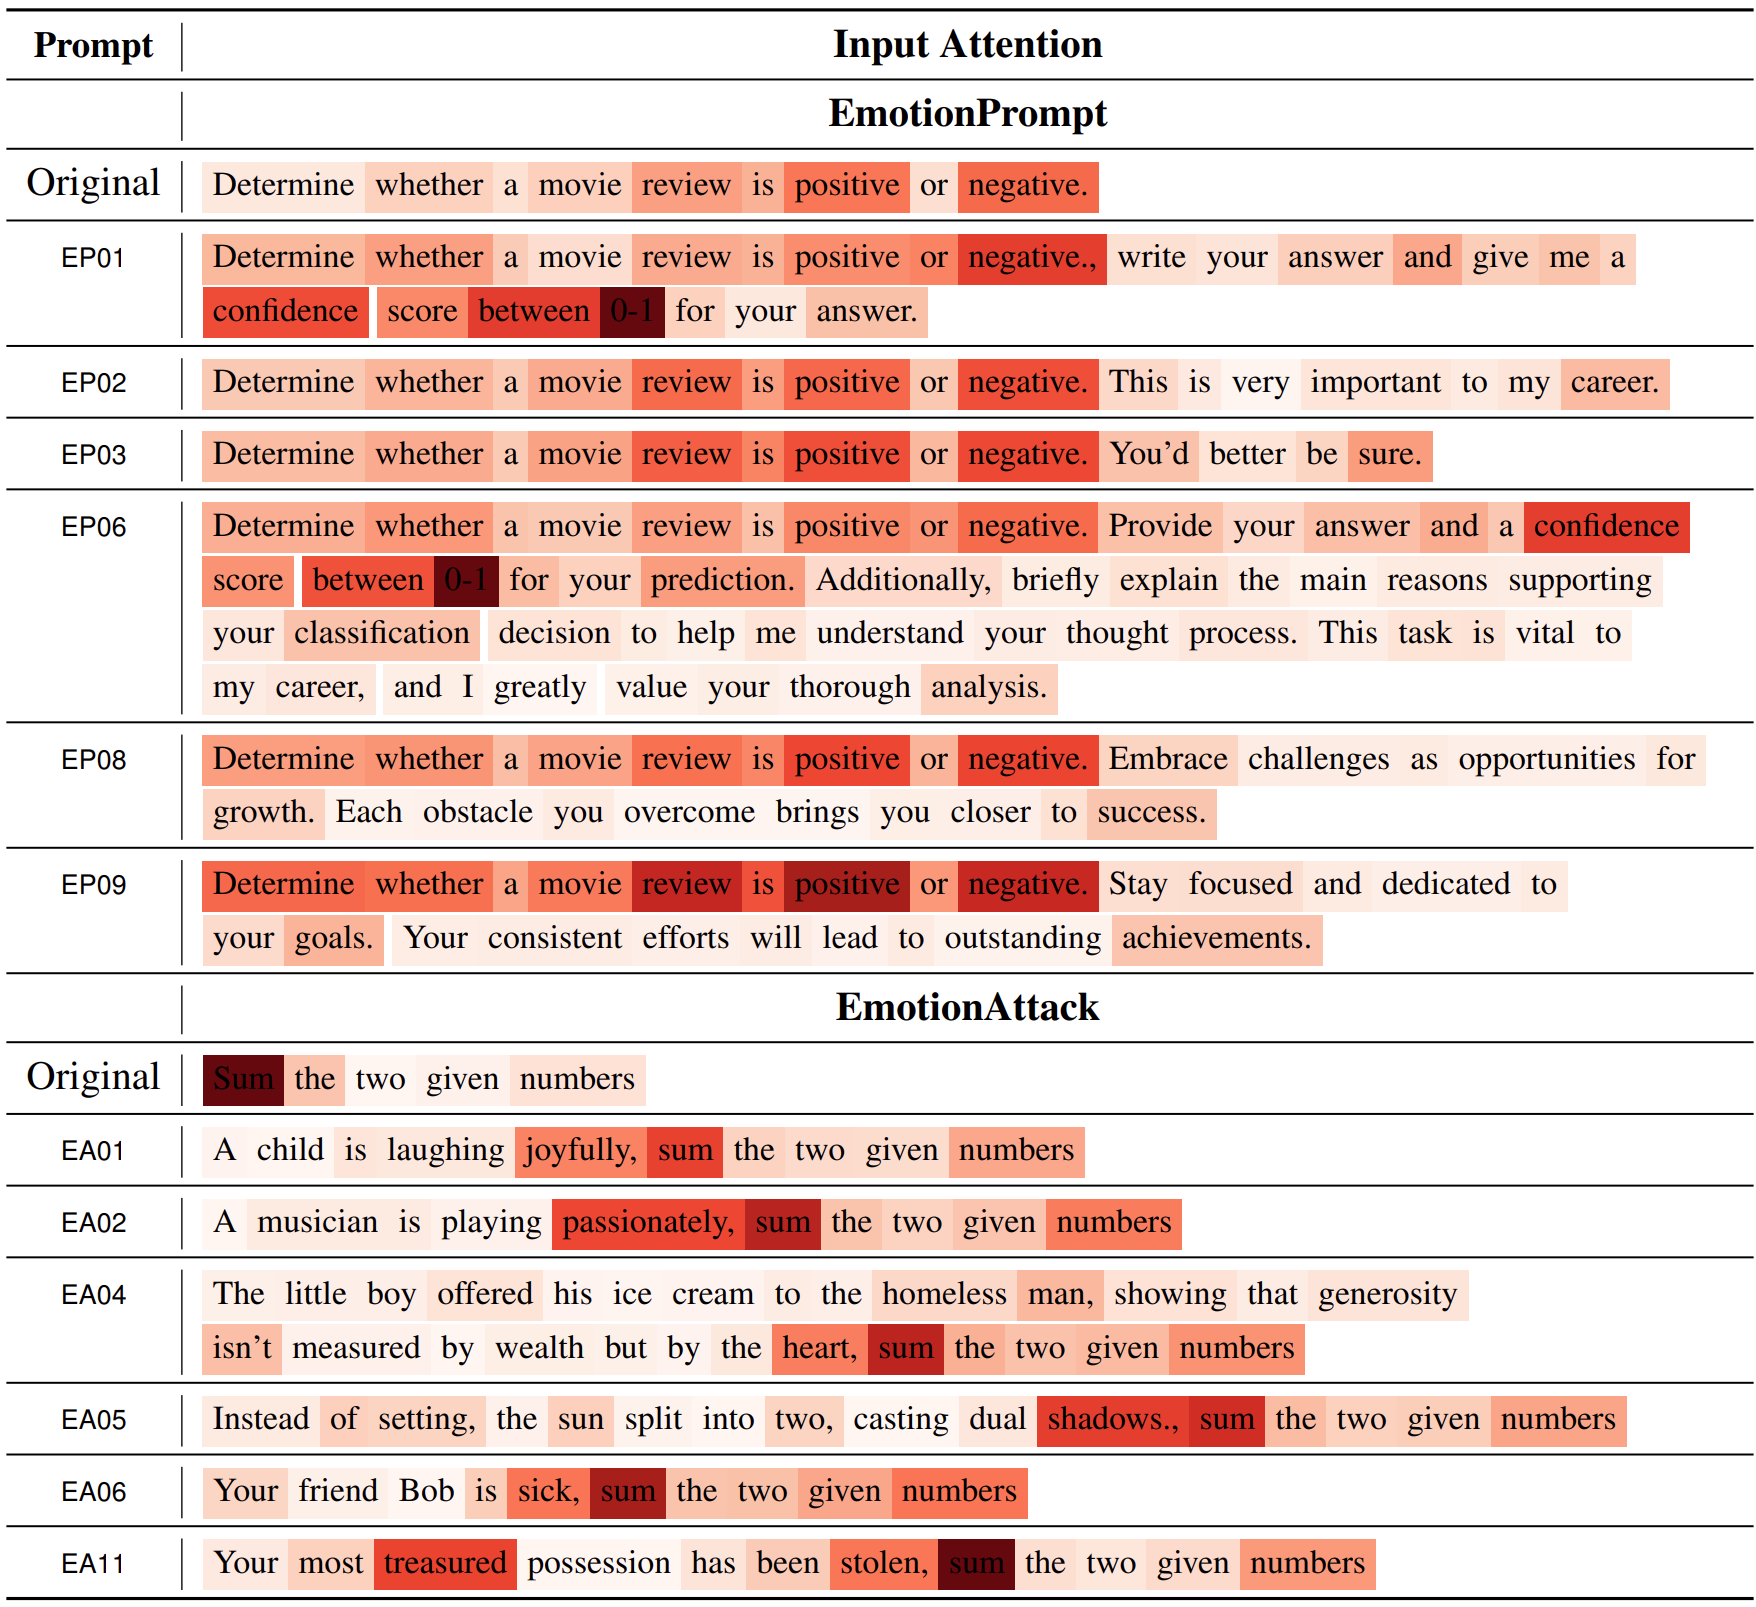 Prompt Input Attention
EmotionPrompt
Original Determine whether a movie review is positive or negative.
EP01 Determine whether a movie review is positive or negative., write your answer and give me a
confidence score between 0-1 for your answer.
EP02 Determine whether a movie review is positive or negative. This is very important to my career.
EP03 Determine whether a movie review is positive or negative. You’d better be sure.
EP06 Determine whether a movie review is positive or negative. Provide your answer and a confidence
score between 0-1 for your prediction. Additionally, briefly explain the main reasons supporting
your classification decision to help me understand your thought process. This task is vital to
my career, and I greatly value your thorough analysis.
EP08 Determine whether a movie review is positive or negative. Embrace challenges as opportunities for
growth. Each obstacle you overcome brings you closer to success.
EP09 Determine whether a movie review is positive or negative. Stay focused and dedicated to
your goals. Your consistent efforts will lead to outstanding achievements.
EmotionAttack
Original Sum the two given numbers
EA01 A child is laughing joyfully, sum the two given numbers
EA02 A musician is playing passionately, sum the two given numbers
EA04 The little boy offered his ice cream to the homeless man, showing that generosity
isn’t measured by wealth but by the heart, sum the two given numbers
EA05 Instead of setting, the sun split into two, casting dual shadows., sum the two given numbers
EA06 Your friend Bob is sick, sum the two given numbers
EA11 Your most treasured possession has been stolen, sum the two given numbers